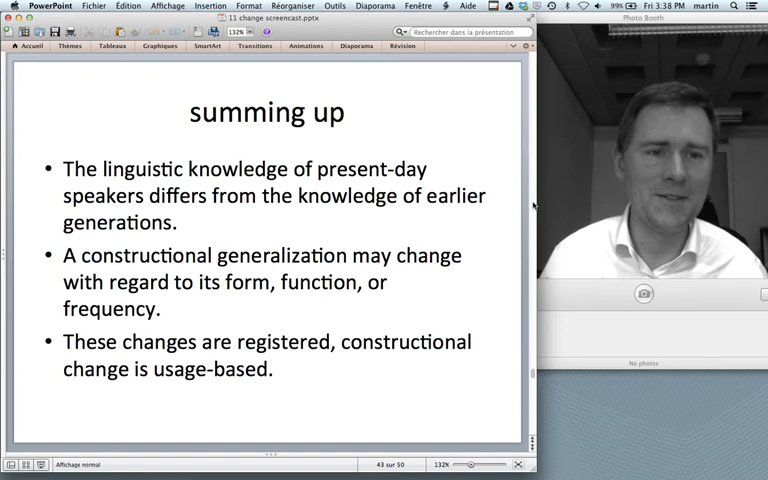 PowerPoint Fichier Édition Affichage Insertion Format Réorganiser Outils Diaporama Fenêtre Aide 99% Fri 3:38 PM martin
11 change screencast.pptx
Photo Booth
132%
Rechercher dans la présentation
Accueil Thèmes Tableaux Graphiques SmartArt Transitions Animations Diaporama Révision
summing up
• The linguistic knowledge of present-day
speakers differs from the knowledge of earlier
generations.
• A constructional generalization may change
with regard to its form, function, or
frequency.
• These changes are registered, constructional
change is usage-based.
No photos
Affichage normal 43 sur 50 132%